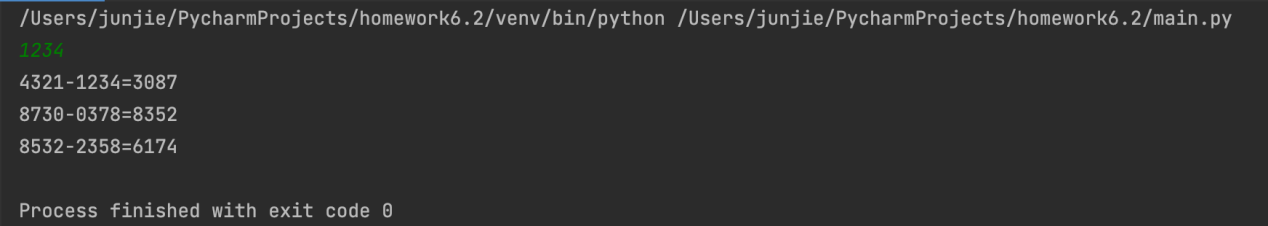 /Users/junjie/PycharmProjects/homework6.2/venv/bin/python /Users/junjie/PycharmProjects/homework6.2/main.py
1234
4321-1234=3087
8730-0378=8352
8532-2358=6174
Process finished with exit code 0